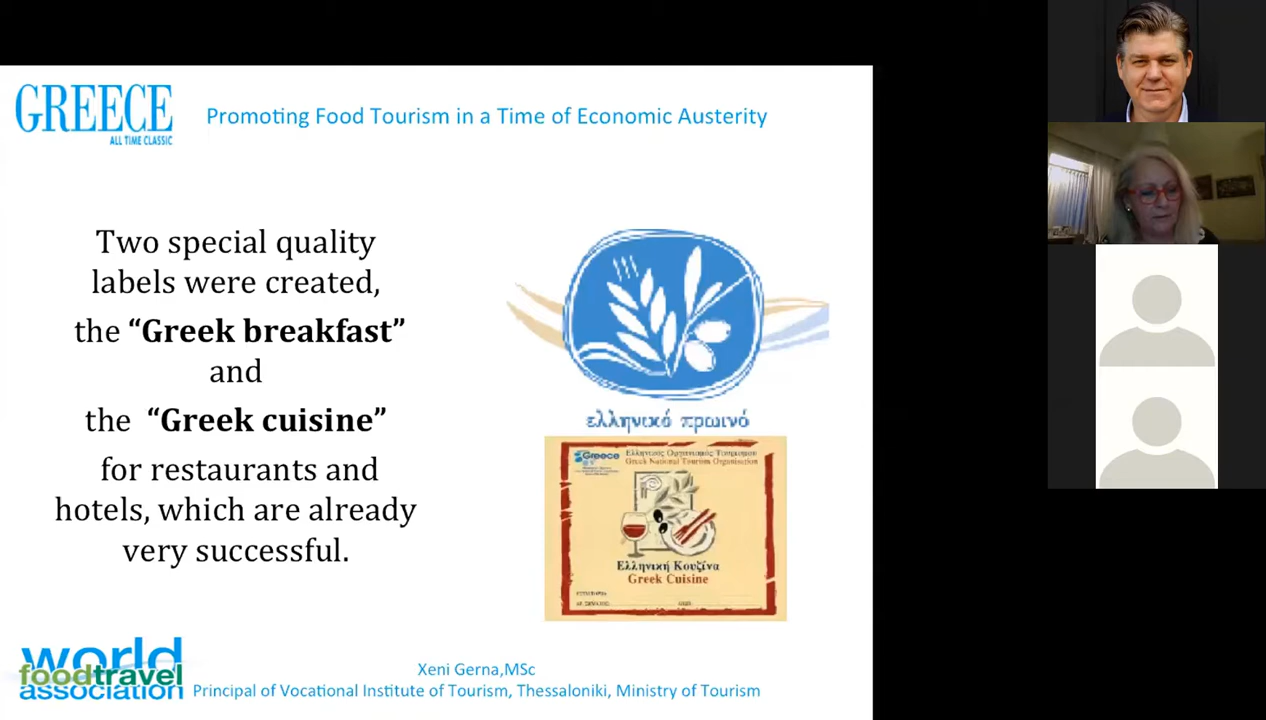 GREECE
ALL TIME CLASSIC
Promoting Food Tourism in a Time of Economic Austerity
Two special quality
labels were created,
the “Greek breakfast”
and
the “Greek cuisine”
for restaurants and
hotels, which are already
very successful.
ελληνικό πρωινό
Greece
Ελληνικός Οργανισμός Τουρισμού
Greek National Tourism Organisation
Ελληνική Κουζίνα
Greek Cuisine
world
foodtravel
association
Xeni Gerna,MSc
Principal of Vocational Institute of Tourism, Thessaloniki, Ministry of Tourism